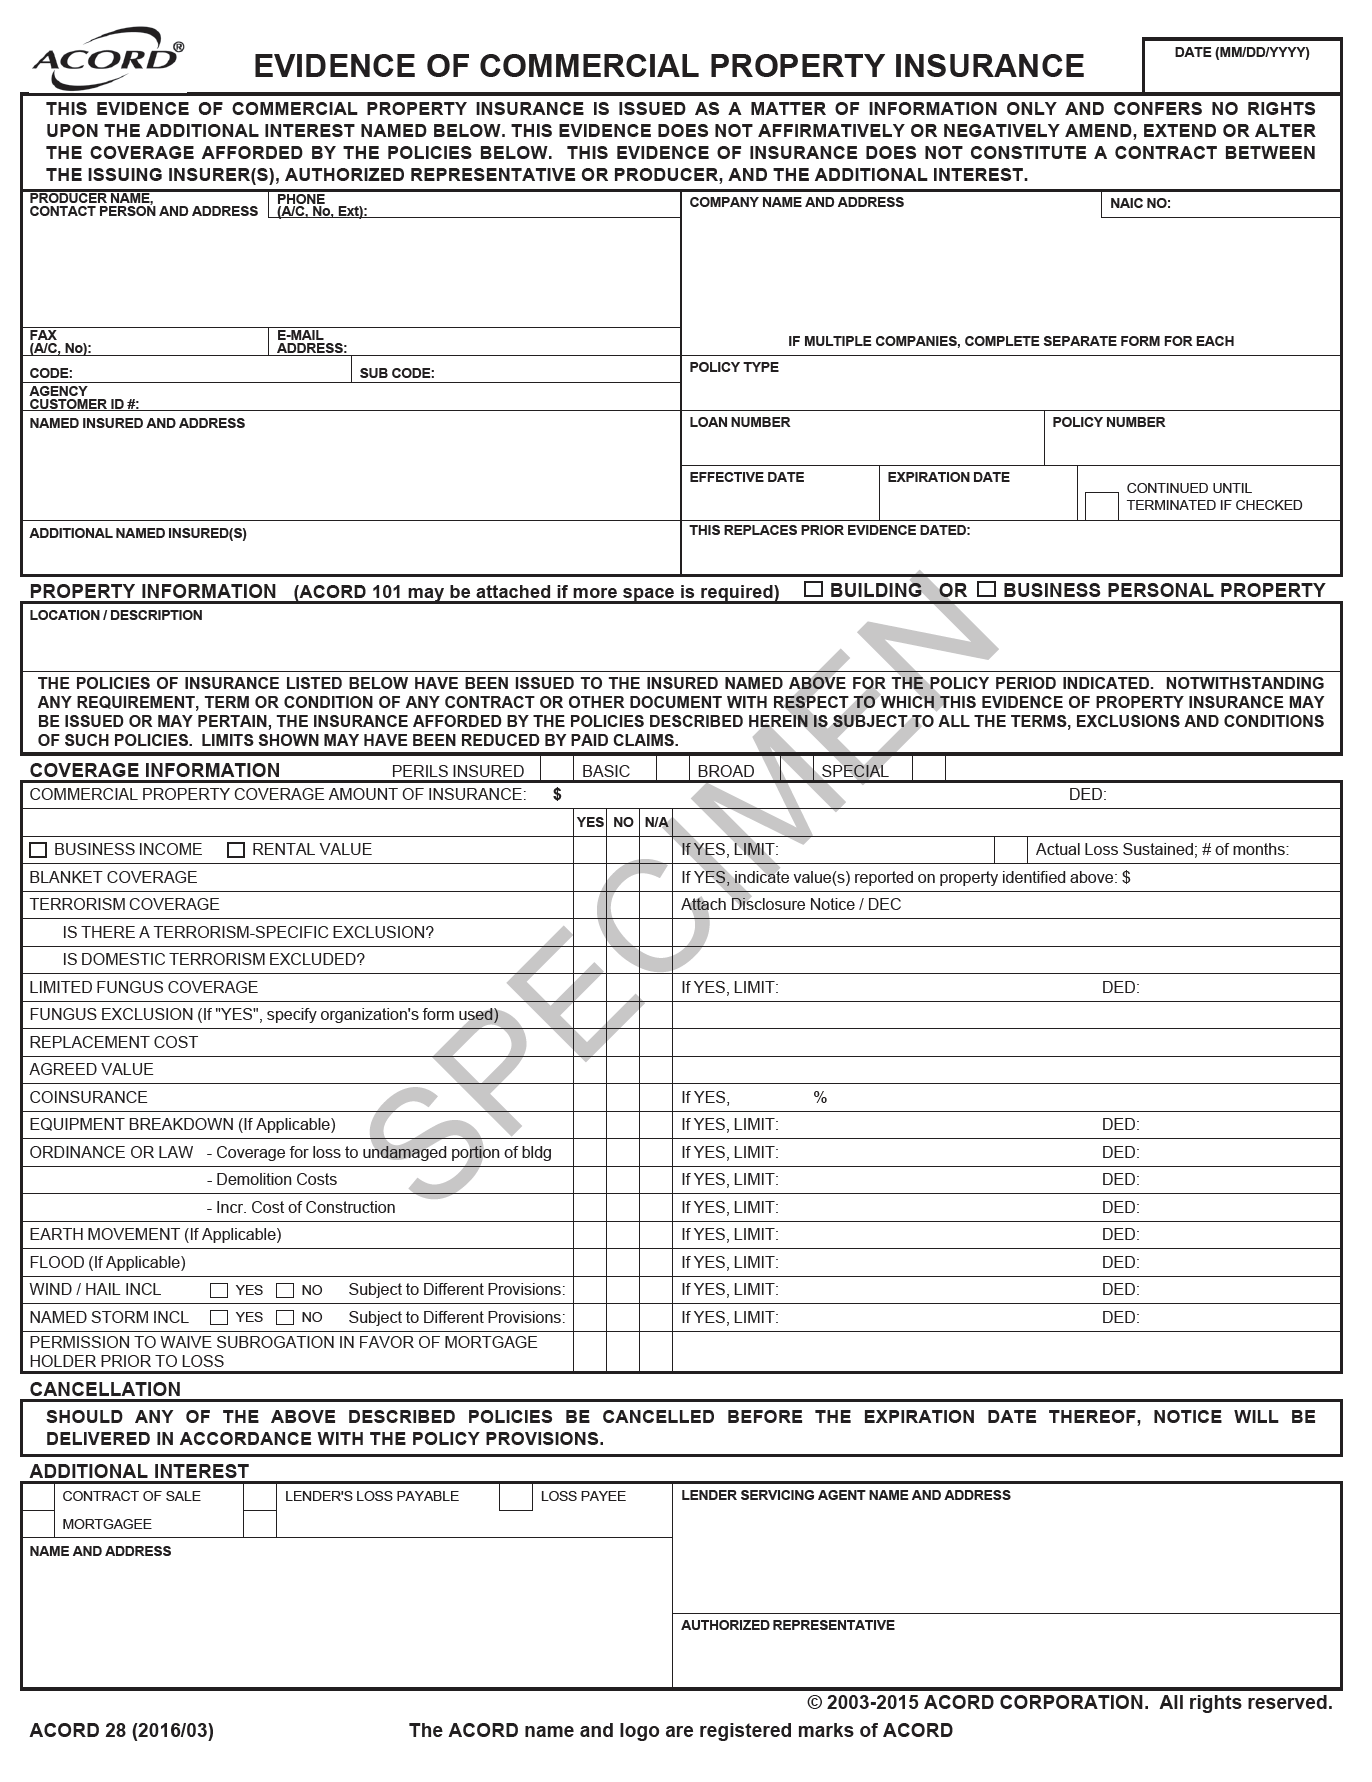 ACORD®
EVIDENCE OF COMMERCIAL PROPERTY INSURANCE
DATE (MM/DD/YYYY)
THIS EVIDENCE OF COMMERCIAL PROPERTY INSURANCE IS ISSUED AS A MATTER OF INFORMATION ONLY AND CONFERS NO RIGHTS
UPON THE ADDITIONAL INTEREST NAMED BELOW. THIS EVIDENCE DOES NOT AFFIRMATIVELY OR NEGATIVELY AMEND, EXTEND OR ALTER
THE COVERAGE AFFORDED BY THE POLICIES BELOW. THIS EVIDENCE OF INSURANCE DOES NOT CONSTITUTE A CONTRACT BETWEEN
THE ISSUING INSURER(S), AUTHORIZED REPRESENTATIVE OR PRODUCER, AND THE ADDITIONAL INTEREST.
PRODUCER NAME,
CONTACT PERSON AND ADDRESS
PHONE
(A/C, No, Ext):
COMPANY NAME AND ADDRESS
NAIC NO:
FAX
(A/C, No):
E-MAIL
ADDRESS:
IF MULTIPLE COMPANIES, COMPLETE SEPARATE FORM FOR EACH
CODE:
SUB CODE:
POLICY TYPE
AGENCY
CUSTOMER ID #:
NAMED INSURED AND ADDRESS
LOAN NUMBER
POLICY NUMBER
EFFECTIVE DATE
EXPIRATION DATE
CONTINUED UNTIL
TERMINATED IF CHECKED
ADDITIONAL NAMED INSURED(S)
THIS REPLACES PRIOR EVIDENCE DATED:
PROPERTY INFORMATION (ACORD 101 may be attached if more space is required) BUILDING OR BUSINESS PERSONAL PROPERTY
LOCATION / DESCRIPTION
THE POLICIES OF INSURANCE LISTED BELOW HAVE BEEN ISSUED TO THE INSURED NAMED ABOVE FOR THE POLICY PERIOD INDICATED. NOTWITHSTANDING
ANY REQUIREMENT, TERM OR CONDITION OF ANY CONTRACT OR OTHER DOCUMENT WITH RESPECT TO WHICH THIS EVIDENCE OF PROPERTY INSURANCE MAY
BE ISSUED OR MAY PERTAIN, THE INSURANCE AFFORDED BY THE POLICIES DESCRIBED HEREIN IS SUBJECT TO ALL THE TERMS, EXCLUSIONS AND CONDITIONS
OF SUCH POLICIES. LIMITS SHOWN MAY HAVE BEEN REDUCED BY PAID CLAIMS.
COVERAGE INFORMATION PERILS INSURED BASIC BROAD SPECIAL
COMMERCIAL PROPERTY COVERAGE AMOUNT OF INSURANCE: $ DED:
YES NO N/A
BUSINESS INCOME RENTAL VALUE If YES, LIMIT: Actual Loss Sustained; # of months:
BLANKET COVERAGE If YES, indicate value(s) reported on property identified above: $
TERRORISM COVERAGE Attach Disclosure Notice / DEC
IS THERE A TERRORISM-SPECIFIC EXCLUSION?
IS DOMESTIC TERRORISM EXCLUDED?
LIMITED FUNGUS COVERAGE If YES, LIMIT: DED:
FUNGUS EXCLUSION (If "YES", specify organization's form used)
REPLACEMENT COST
AGREED VALUE
COINSURANCE If YES, %
EQUIPMENT BREAKDOWN (If Applicable) If YES, LIMIT: DED:
ORDINANCE OR LAW - Coverage for loss to undamaged portion of bldg If YES, LIMIT: DED:
- Demolition Costs If YES, LIMIT: DED:
- Incr. Cost of Construction If YES, LIMIT: DED:
EARTH MOVEMENT (If Applicable) If YES, LIMIT: DED:
FLOOD (If Applicable) If YES, LIMIT: DED:
WIND / HAIL INCL YES NO Subject to Different Provisions: If YES, LIMIT: DED:
NAMED STORM INCL YES NO Subject to Different Provisions: If YES, LIMIT: DED:
PERMISSION TO WAIVE SUBROGATION IN FAVOR OF MORTGAGE
HOLDER PRIOR TO LOSS
SPECIMEN
CANCELLATION
SHOULD ANY OF THE ABOVE DESCRIBED POLICIES BE CANCELLED BEFORE THE EXPIRATION DATE THEREOF, NOTICE WILL BE
DELIVERED IN ACCORDANCE WITH THE POLICY PROVISIONS.
ADDITIONAL INTEREST
CONTRACT OF SALE LENDER'S LOSS PAYABLE LOSS PAYEE
MORTGAGEE
LENDER SERVICING AGENT NAME AND ADDRESS
NAME AND ADDRESS
AUTHORIZED REPRESENTATIVE
© 2003-2015 ACORD CORPORATION. All rights reserved.
ACORD 28 (2016/03) The ACORD name and logo are registered marks of ACORD